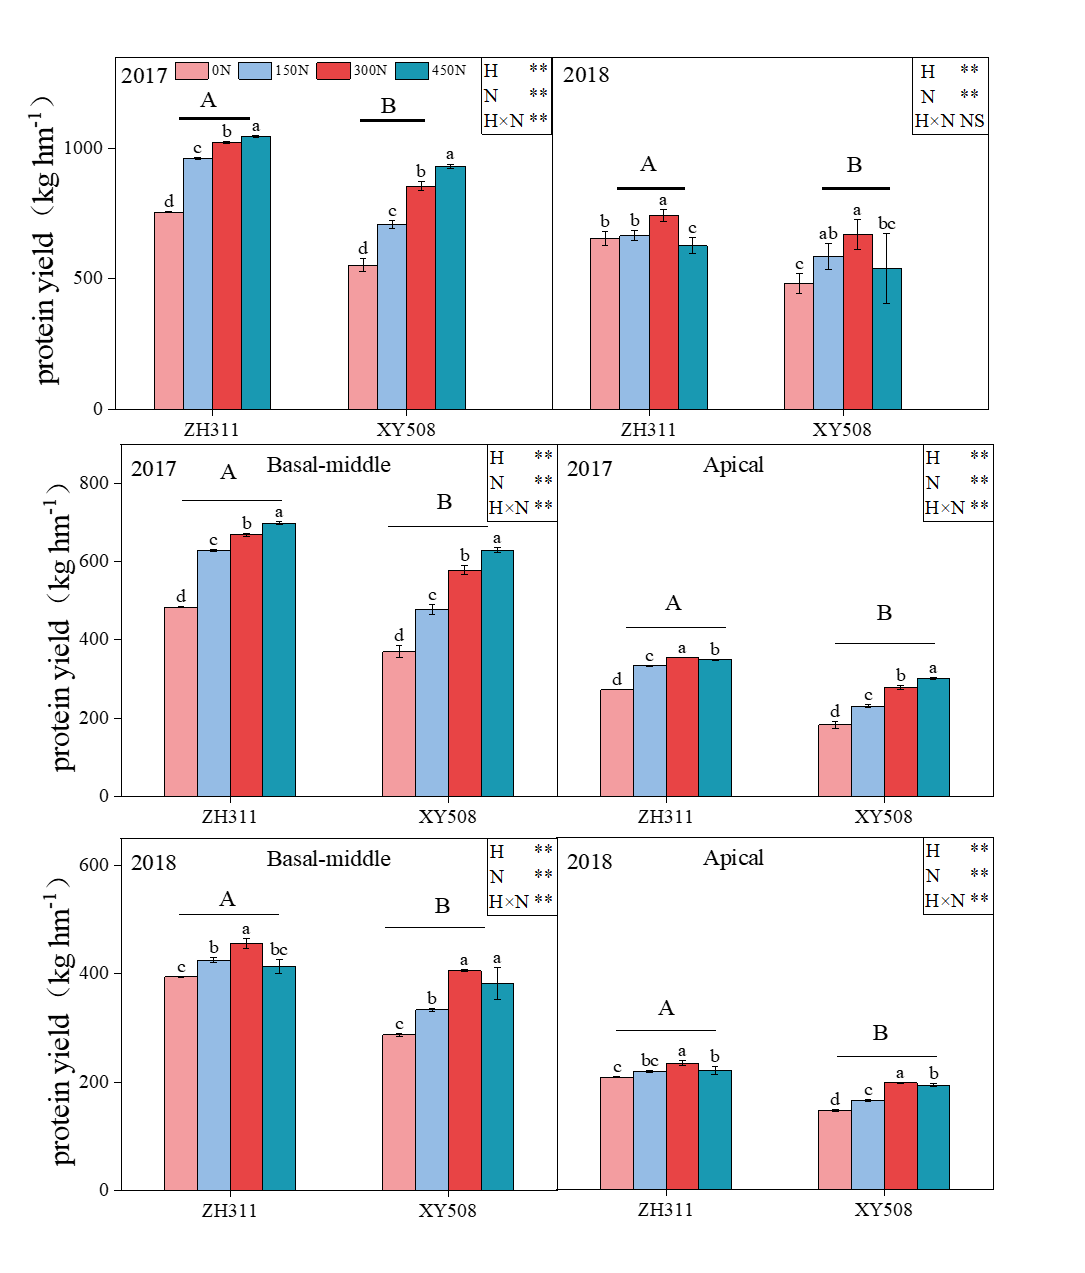 2017 0N 150N 300N 450N
H **
N **
H×N **
A
B
d c b a
d c b a
2018
H **
N **
H×N NS
A
B
b b a c
c ab a bc
protein yield（kg hm-1）
1000
500
0
ZH311 XY508
ZH311 XY508
2017 Basal-middle
H **
N **
H×N **
A
B
d c b a
d c b a
2017 Apical
H **
N **
H×N **
A
B
d c a b
d c b a
protein yield（kg hm-1）
800
600
400
200
0
ZH311 XY508
ZH311 XY508
2018 Basal-middle
H **
N **
H×N **
A
B
c b a bc
c b a a
2018 Apical
H **
N **
H×N **
A
B
c bc a b
d c a b
protein yield（kg hm-1）
600
400
200
0
ZH311 XY508
ZH311 XY508